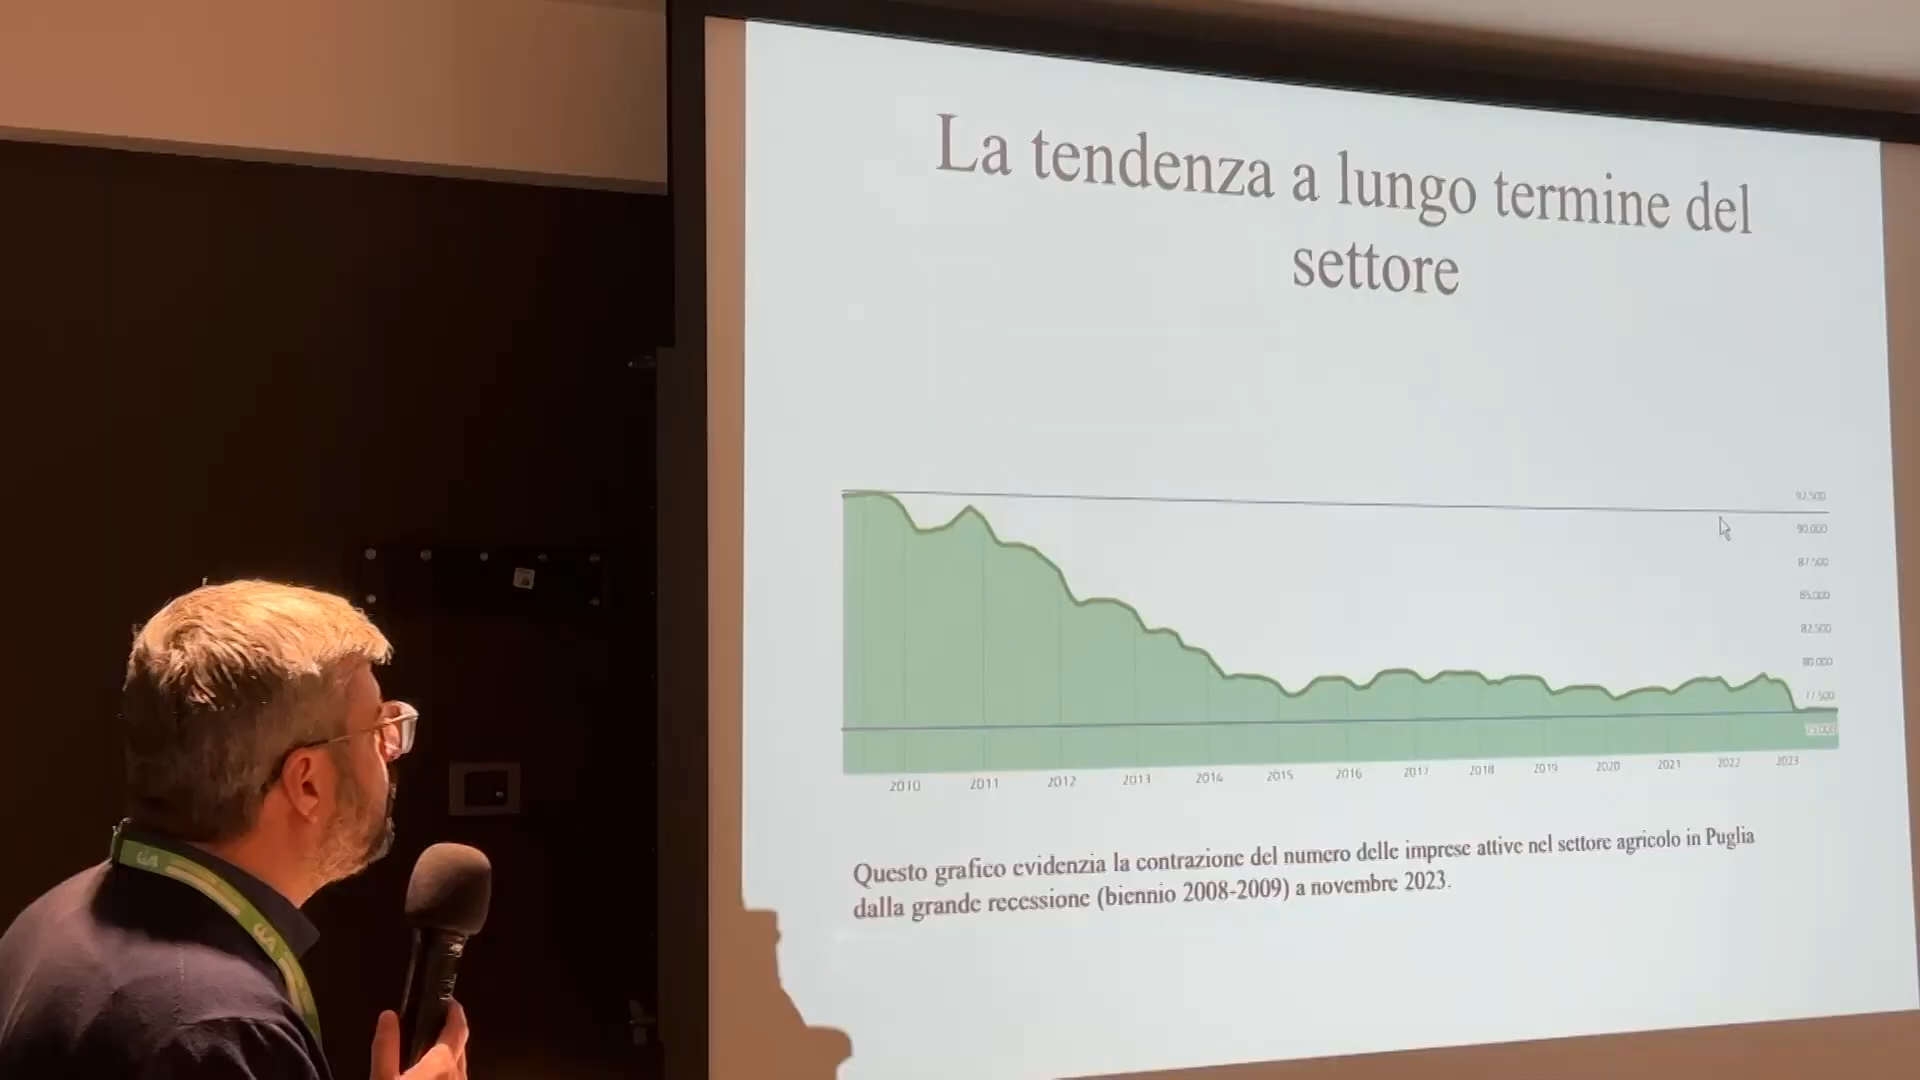 La tendenza a lungo termine del
settore
92.500
90.000
87.500
85.000
82.500
80.000
77.500
75.000
2010 2011 2012 2013 2014 2015 2016 2017 2018 2019 2020 2021 2022 2023
Questo grafico evidenzia la contrazione del numero delle imprese attive nel settore agricolo in Puglia
dalla grande recessione (biennio 2008-2009) a novembre 2023.